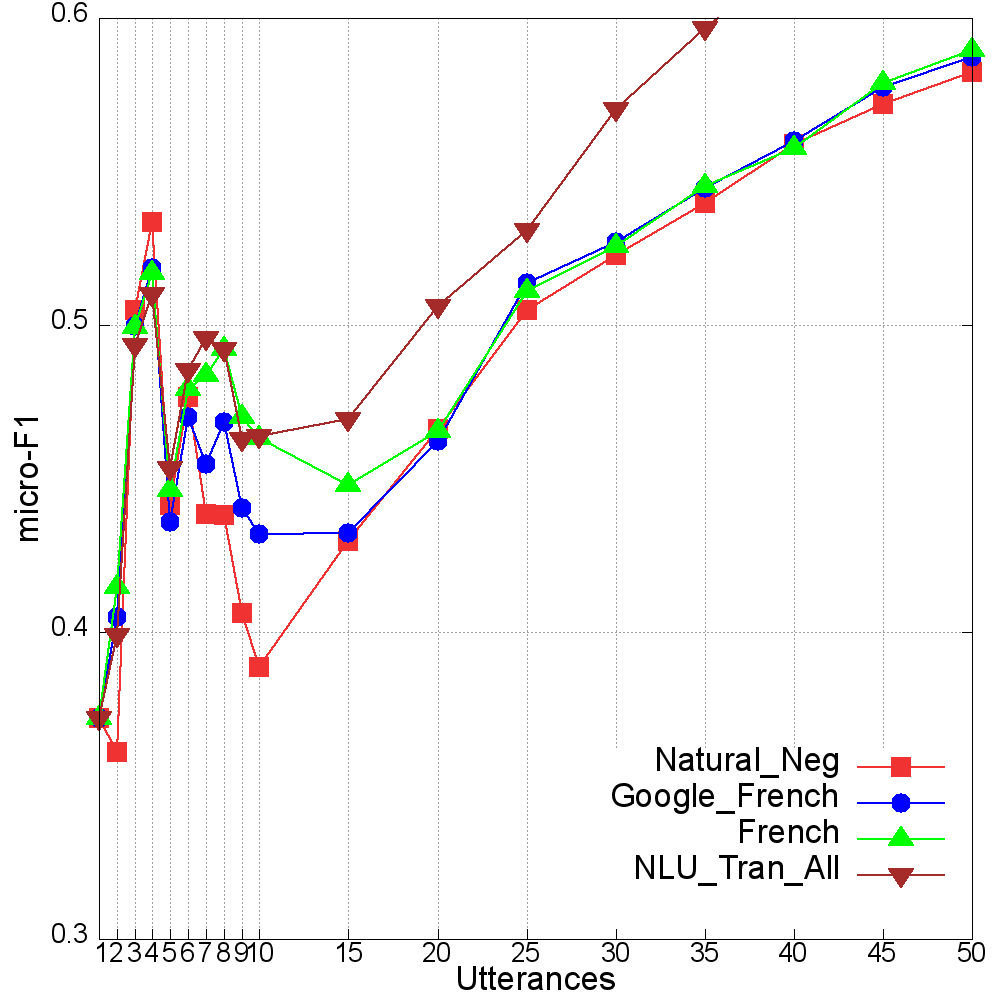 0.6
0.5
0.4
0.3
micro-F1
Natural_Neg
Google_French
French
NLU_Tran_All
1 2 3 4 5 6 7 8 9 10 15 20 25 30 35 40 45 50
Utterances